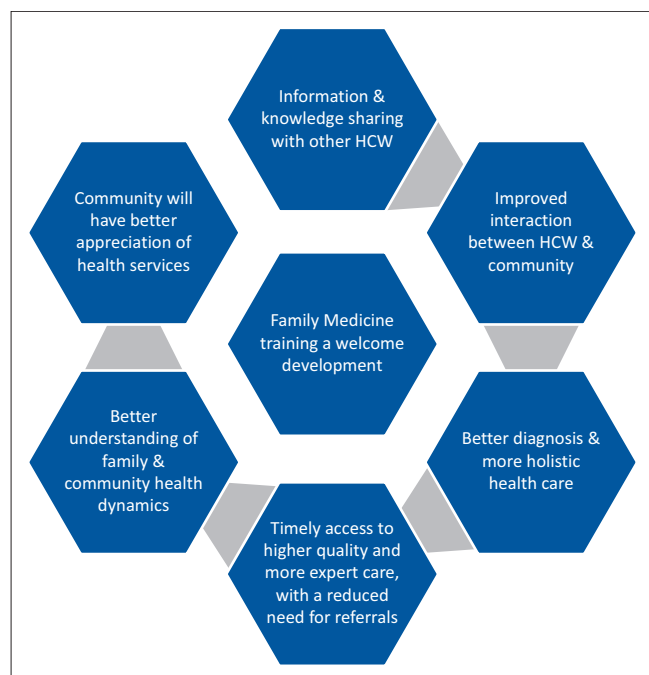 Information &
knowledge sharing
with other HCW
Improved
interaction
between HCW &
community
Better diagnosis &
more holistic
health care
Timely access to
higher quality and
more expert care,
with a reduced
need for referrals
Better
understanding of
family &
community health
dynamics
Community will
have better
appreciation of
health services
Family Medicine
training a welcome
development